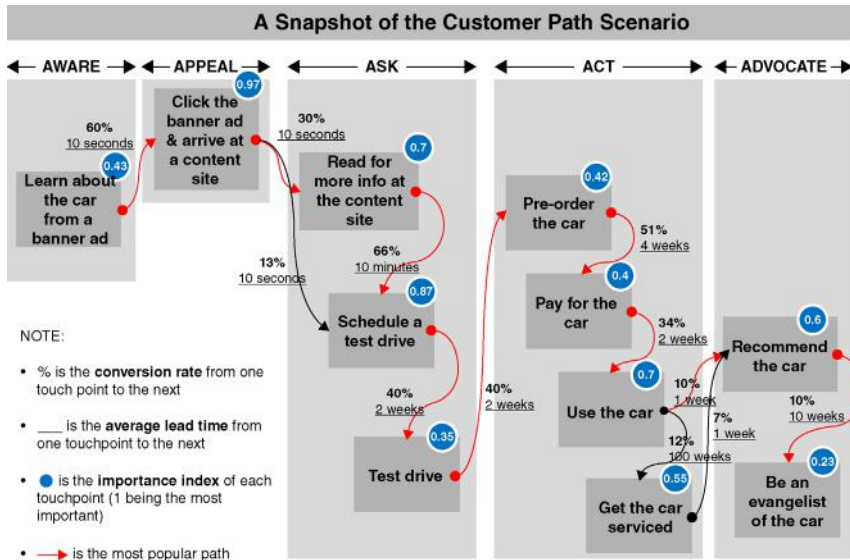 A Snapshot of the Customer Path Scenario
AWARE
APPEAL
ASK
ACT
ADVOCATE
60%
10 seconds
0.43
Learn about
the car
from a
banner ad
0.97
Click the
banner ad
& arrive at
a content
site
30%
10 seconds
13%
10 seconds
0.7
Read for
more info at
the content
site
66%
10 minutes
0.87
Schedule a
test drive
40%
2 weeks
0.35
Test drive
40%
2 weeks
0.42
Pre-order
the car
51%
4 weeks
0.4
Pay for the
car
34%
2 weeks
0.7
Use the car
10%
1 week
12%
100 weeks
0.55
Get the car
serviced
7%
1 week
0.6
Recommend
the car
10%
10 weeks
0.23
Be an
evangelist
of the car
NOTE:
• % is the conversion rate from one
touch point to the next
• ___ is the average lead time from
one touchpoint to the next
• is the importance index of each
touchpoint (1 being the most
important)
• is the most popular path